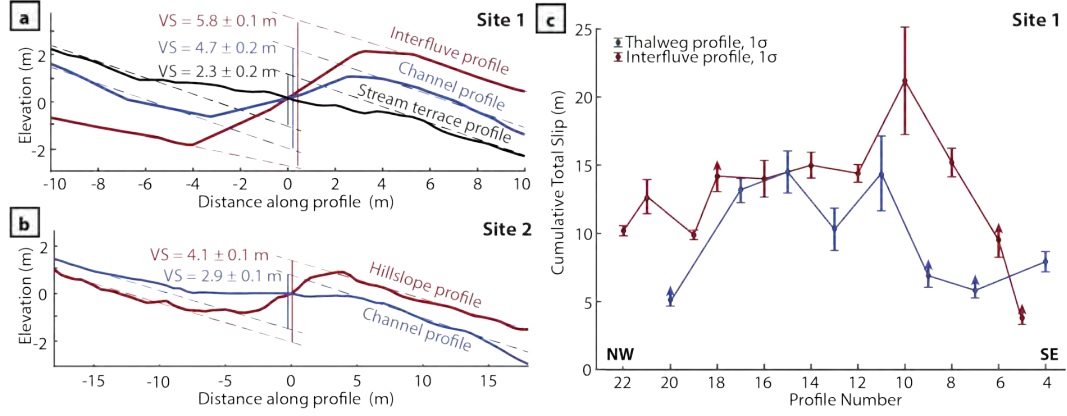 a
Site 1
VS = 5.8 ± 0.1 m
VS = 4.7 ± 0.2 m
VS = 2.3 ± 0.2 m
Interfluve profile
Channel profile
Stream terrace profile
Elevation (m)
2
0
-2
-10 -8 -6 -4 -2 0 2 4 6 8 10
Distance along profile (m)
b
Site 2
VS = 4.1 ± 0.1 m
VS = 2.9 ± 0.1 m
Hillslope profile
Channel profile
Elevation (m)
2
0
-2
-15 -10 -5 0 5 10 15
Distance along profile (m)
c
Site 1
Thalweg profile, 1σ
Interfluve profile, 1σ
Cumulative Total Slip (m)
25
20
15
10
5
0
NW
SE
22 20 18 16 14 12 10 8 6 4
Profile Number